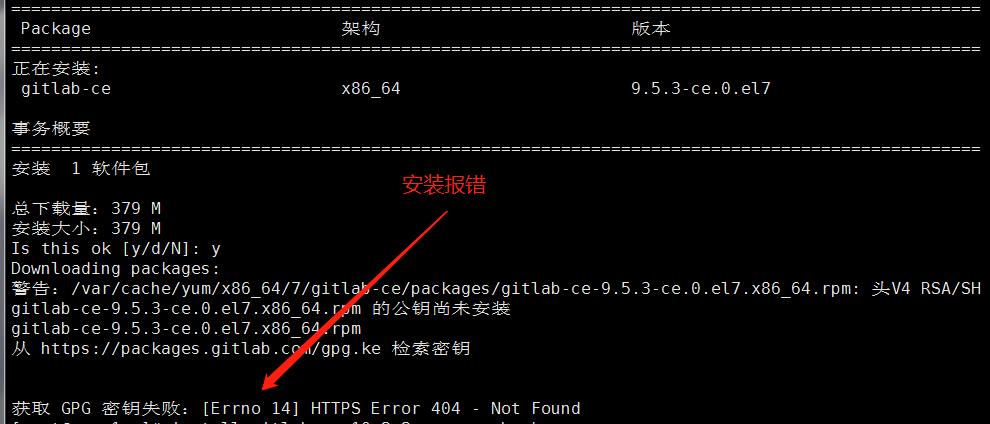 ================================================================================
Package 架构 版本
================================================================================
正在安装:
gitlab-ce x86_64 9.5.3-ce.0.el7
事务概要
================================================================================
安装 1 软件包
安装报错
总下载量：379 M
安装大小：379 M
Is this ok [y/d/N]: y
Downloading packages:
警告：/var/cache/yum/x86_64/7/gitlab-ce/packages/gitlab-ce-9.5.3-ce.0.el7.x86_64.rpm: 头V4 RSA/SH
gitlab-ce-9.5.3-ce.0.el7.x86_64.rpm 的公钥尚未安装
gitlab-ce-9.5.3-ce.0.el7.x86_64.rpm
从 https://packages.gitlab.com/gpg.ke 检索密钥
获取 GPG 密钥失败：[Errno 14] HTTPS Error 404 - Not Found